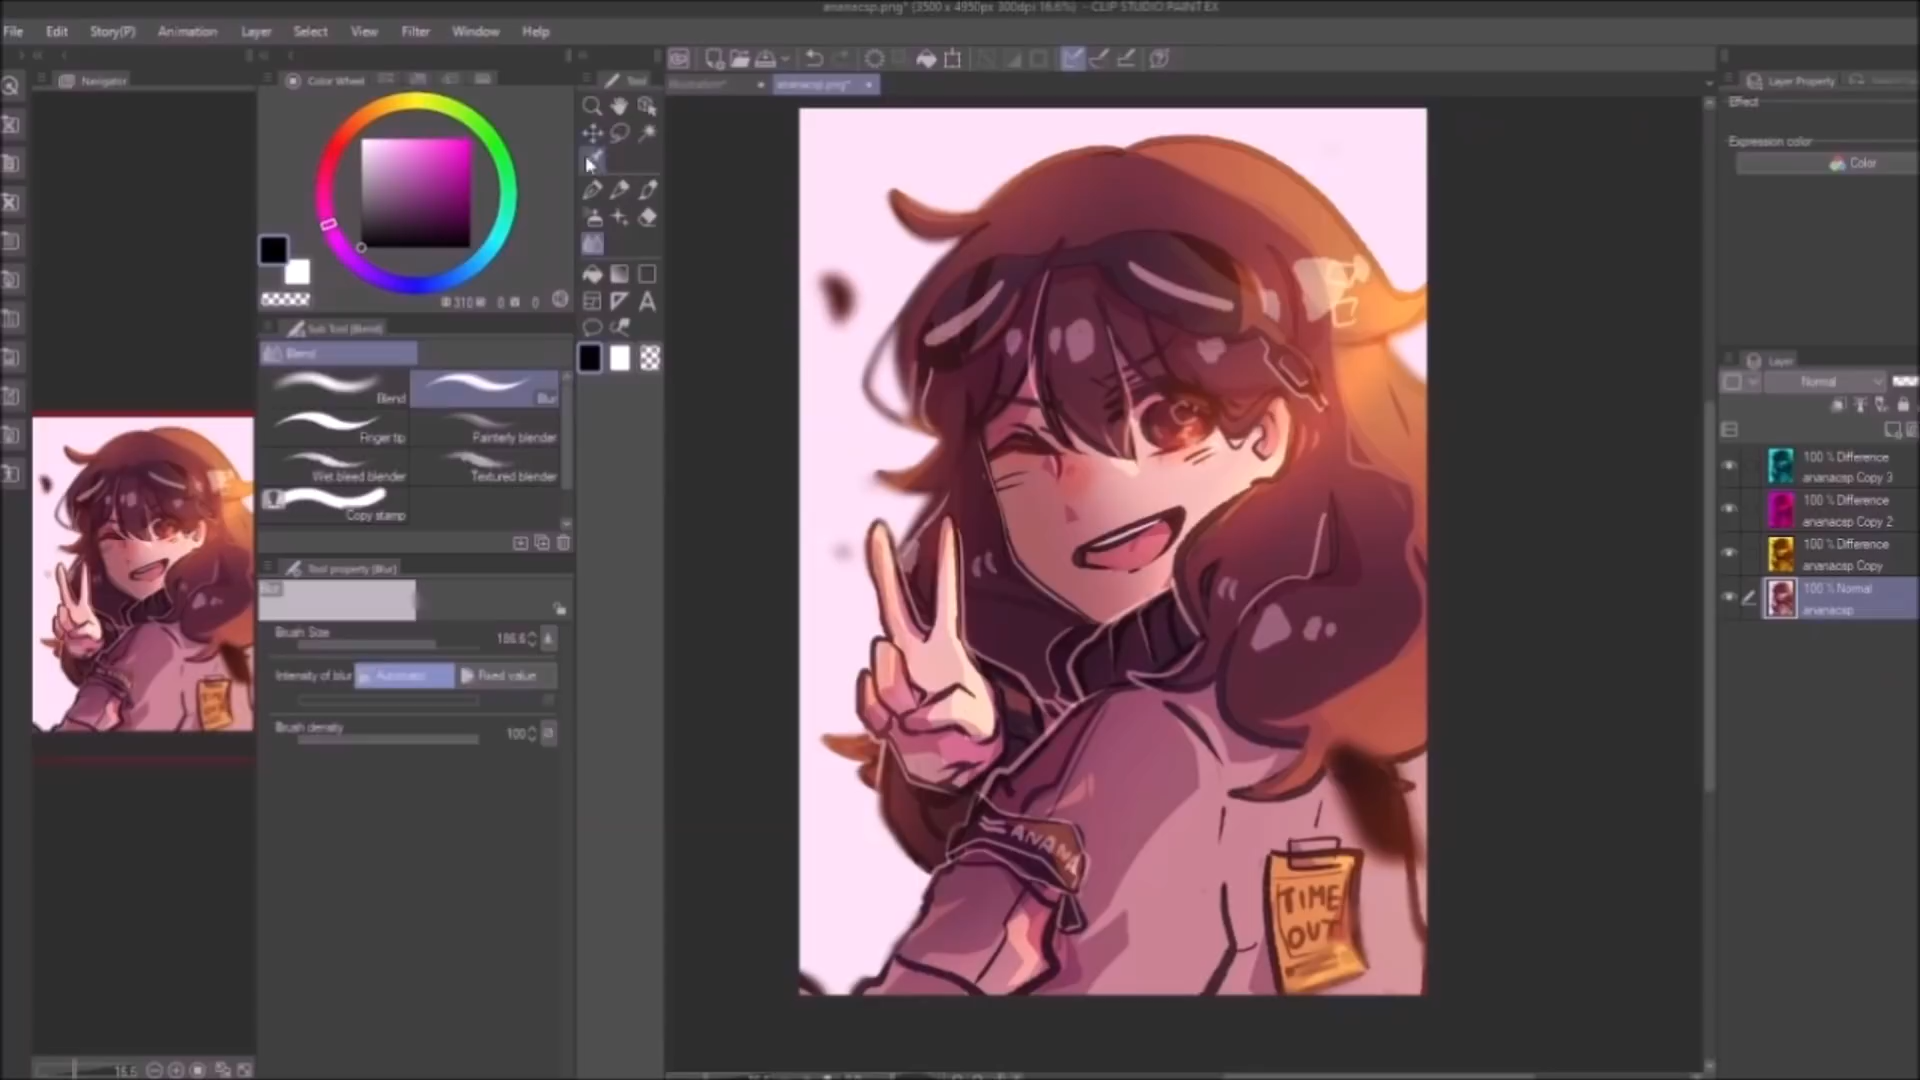 ananacsp.png* (3500 x 4950px 300dpi 16.6%) - CLIP STUDIO PAINT EX
File Edit Story(P) Animation Layer Select View Filter Window Help
Navigator
Color Wheel
Tool
Illustration*
ananacsp.png*
Layer Property
Effect
Expression color
Color
310 0 0
Sub Tool [Blend]
Blend
Blend
Blur
Finger tip
Painterly blender
Wet bleed blender
Textured blender
Copy stamp
Tool property [Blur]
Blur
Brush Size 186.6
Intensity of blur Automatic Fixed value
Brush density 100
Layer
Normal
100 % Difference
ananacsp Copy 3
100 % Difference
ananacsp Copy 2
100 % Difference
ananacsp Copy
100 % Normal
ananacsp
ANANA
TIME
OUT
16.6